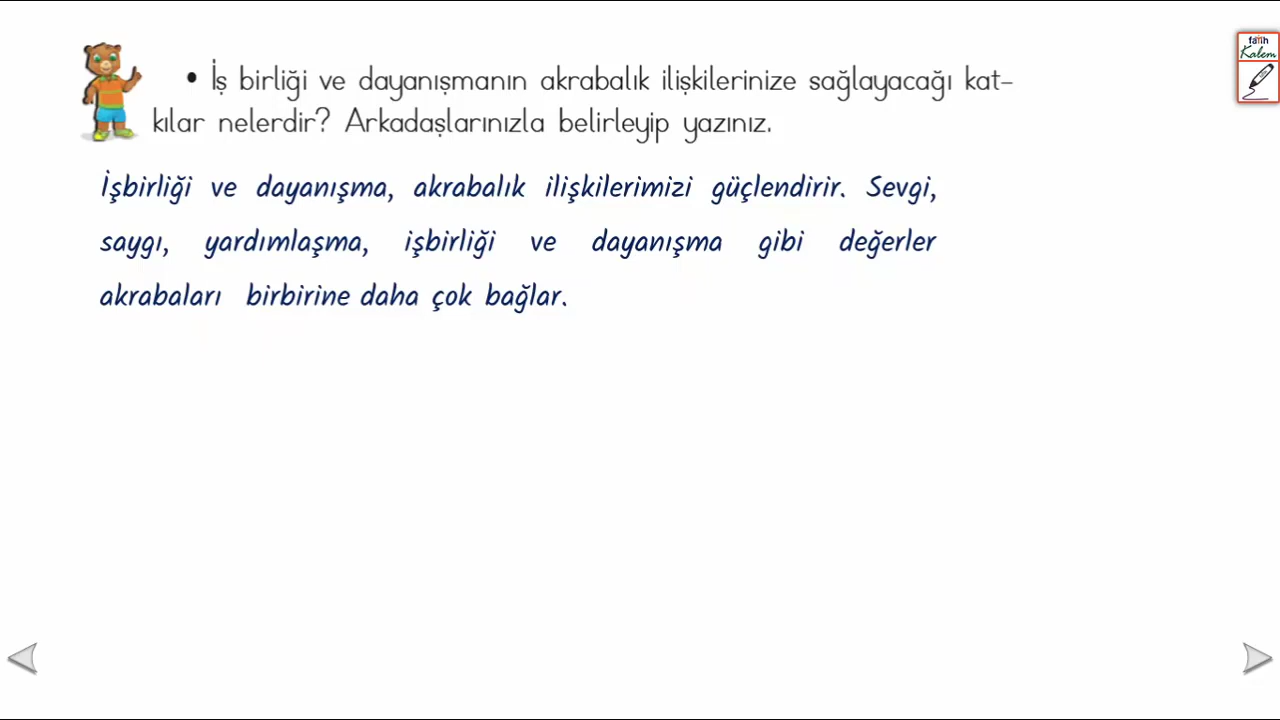 • İş birliği ve dayanışmanın akrabalık ilişkilerinize sağlayacağı kat-
kılar nelerdir? Arkadaşlarınızla belirleyip yazınız.
İşbirliği ve dayanışma, akrabalık ilişkilerimizi güçlendirir. Sevgi,
saygı, yardımlaşma, işbirliği ve dayanışma gibi değerler
akrabaları birbirine daha çok bağlar.
fatih
Kalem